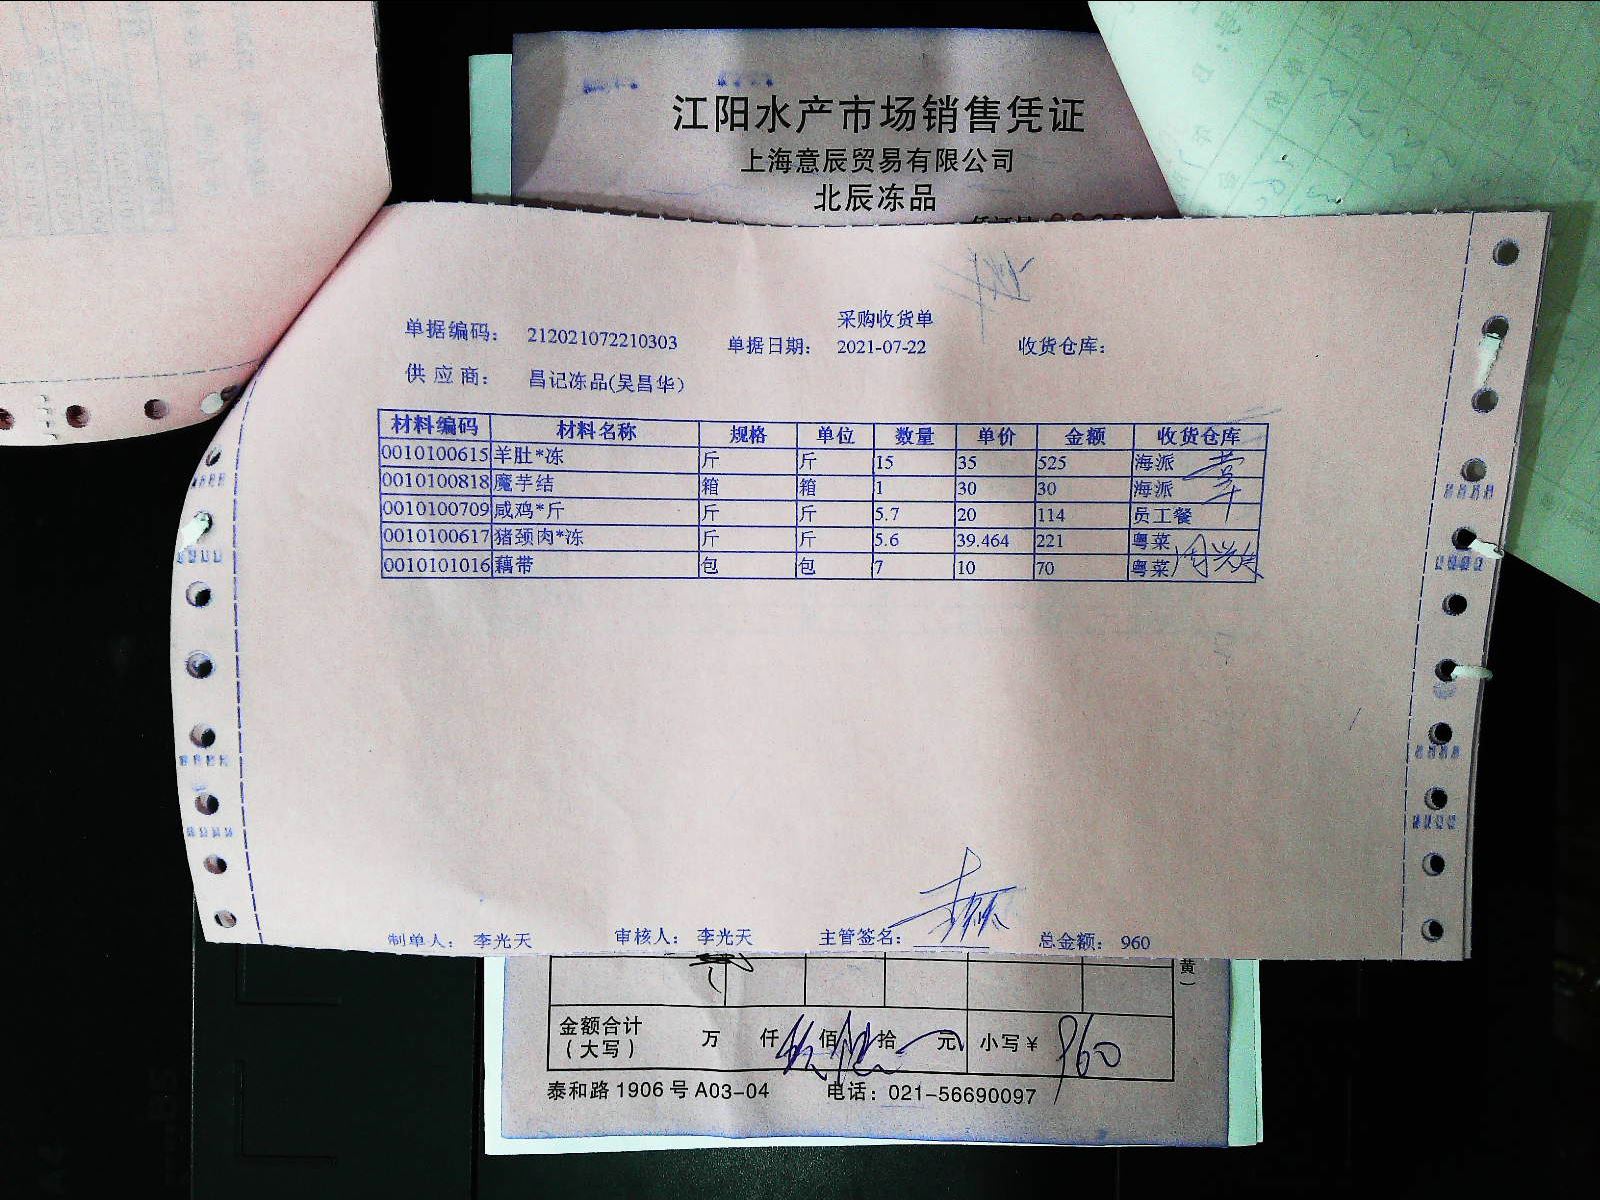 江阳水产市场销售凭证
上海意辰贸易有限公司
北辰冻品
采购收货单
单据编码： 212021072210303 单据日期： 2021-07-22 收货仓库：
供应商： 昌记冻品(吴昌华)
材料编码 材料名称 规格 单位 数量 单价 金额 收货仓库
0010100615 羊肚*冻 斤 斤 15 35 525 海派
0010100818 魔芋结 箱 箱 1 30 30 海派
0010100709 咸鸡*斤 斤 斤 5.7 20 114 员工餐
0010100617 猪颈肉*冻 斤 斤 5.6 39.464 221 粤菜
0010101016 藕带 包 包 7 10 70 粤菜
制单人： 李光天 审核人： 李光天 主管签名： 总金额： 960
黄
金额合计 万 仟 佰 拾 元 小写¥ 960
（大写）
泰和路1906号A03-04 电话：021-56690097